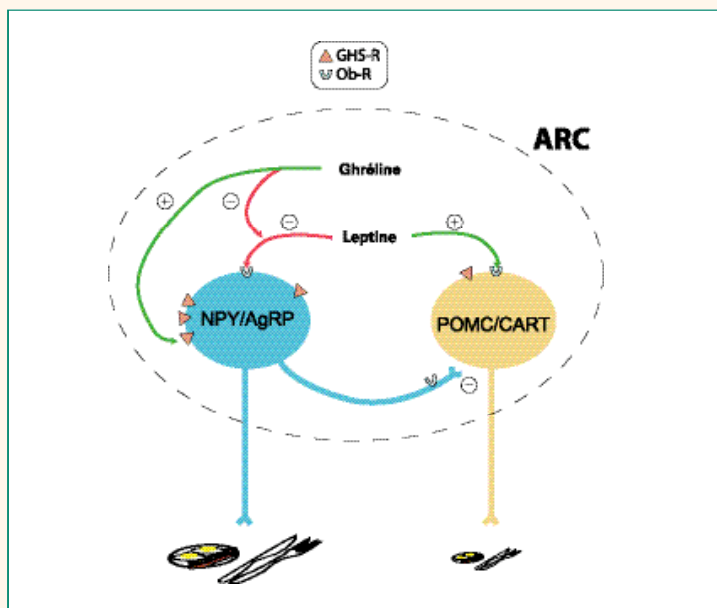 GHS-R
Ob-R
ARC
Ghréline
+
−
−
Leptine
+
NPY/AgRP
POMC/CART
−